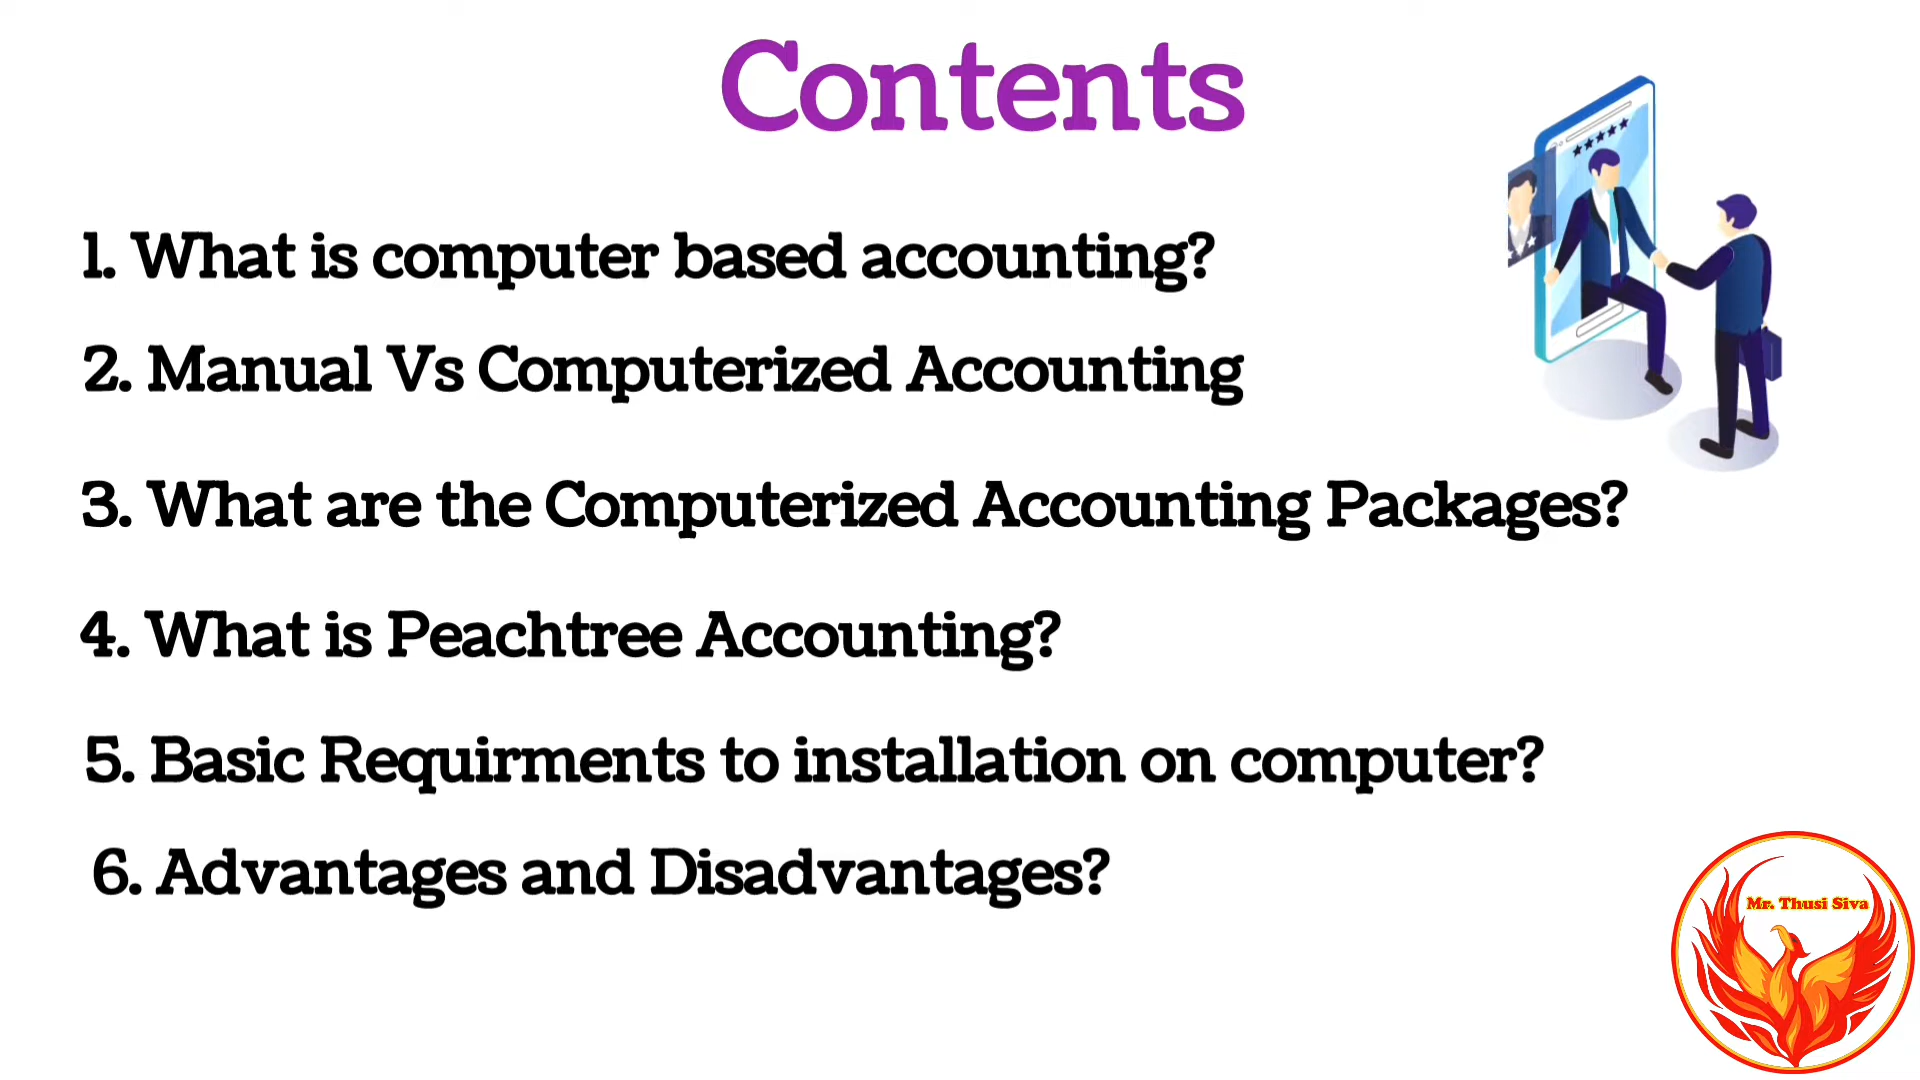 Contents
1. What is computer based accounting?
2. Manual Vs Computerized Accounting
3. What are the Computerized Accounting Packages?
4. What is Peachtree Accounting?
5. Basic Requirments to installation on computer?
6. Advantages and Disadvantages?
Mr. Thusi Siva